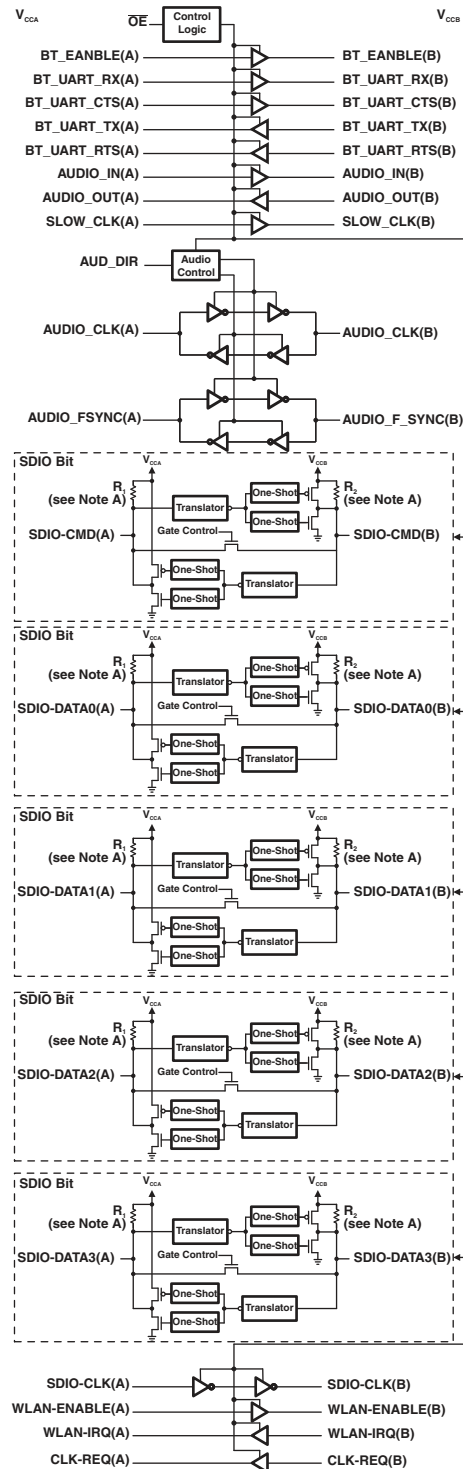 VCCA OE Control Logic VCCB
BT_EANBLE(A) BT_EANBLE(B)
BT_UART_RX(A) BT_UART_RX(B)
BT_UART_CTS(A) BT_UART_CTS(B)
BT_UART_TX(A) BT_UART_TX(B)
BT_UART_RTS(A) BT_UART_RTS(B)
AUDIO_IN(A) AUDIO_IN(B)
AUDIO_OUT(A) AUDIO_OUT(B)
SLOW_CLK(A) SLOW_CLK(B)
AUD_DIR Audio Control
AUDIO_CLK(A) AUDIO_CLK(B)
AUDIO_FSYNC(A) AUDIO_F_SYNC(B)
SDIO Bit
VCCA VCCB
R1 (see Note A) Translator One-Shot One-Shot R2 (see Note A)
Gate Control
SDIO-CMD(A) SDIO-CMD(B)
One-Shot One-Shot Translator
SDIO Bit
VCCA VCCB
R1 (see Note A) Translator One-Shot One-Shot R2 (see Note A)
Gate Control
SDIO-DATA0(A) SDIO-DATA0(B)
One-Shot One-Shot Translator
SDIO Bit
VCCA VCCB
R1 (see Note A) Translator One-Shot One-Shot R2 (see Note A)
Gate Control
SDIO-DATA1(A) SDIO-DATA1(B)
One-Shot One-Shot Translator
SDIO Bit
VCCA VCCB
R1 (see Note A) Translator One-Shot One-Shot R2 (see Note A)
Gate Control
SDIO-DATA2(A) SDIO-DATA2(B)
One-Shot One-Shot Translator
SDIO Bit
VCCA VCCB
R1 (see Note A) Translator One-Shot One-Shot R2 (see Note A)
Gate Control
SDIO-DATA3(A) SDIO-DATA3(B)
One-Shot One-Shot Translator
SDIO-CLK(A) SDIO-CLK(B)
WLAN-ENABLE(A) WLAN-ENABLE(B)
WLAN-IRQ(A) WLAN-IRQ(B)
CLK-REQ(A) CLK-REQ(B)